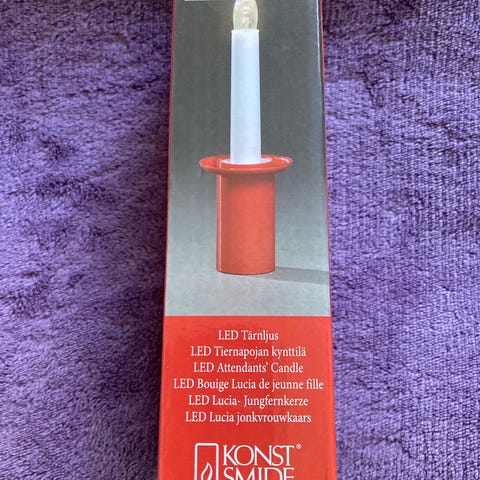 LED Tärnljus
LED Tiernapojan kynttilä
LED Attendants' Candle
LED Bouige Lucia de jeunne fille
LED Lucia- Jungfernkerze
LED Lucia jonkvrouwkaars
KONST®
SMIDE